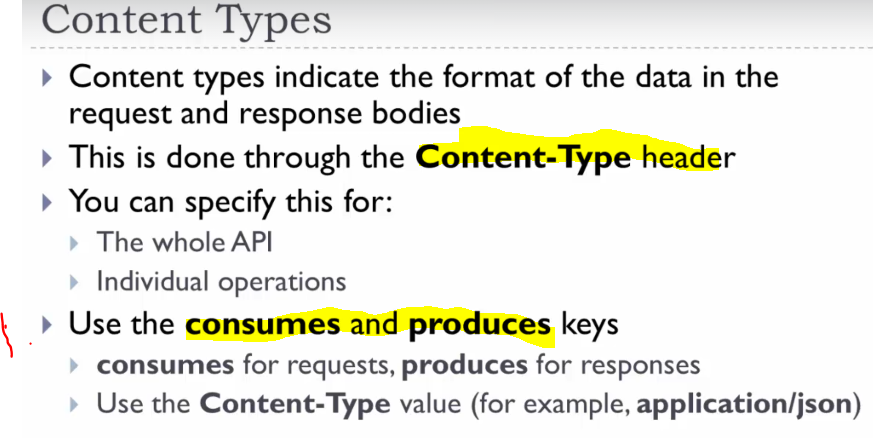 Content Types
Content types indicate the format of the data in the
request and response bodies
This is done through the Content-Type header
You can specify this for:
The whole API
Individual operations
Use the consumes and produces keys
consumes for requests, produces for responses
Use the Content-Type value (for example, application/json)